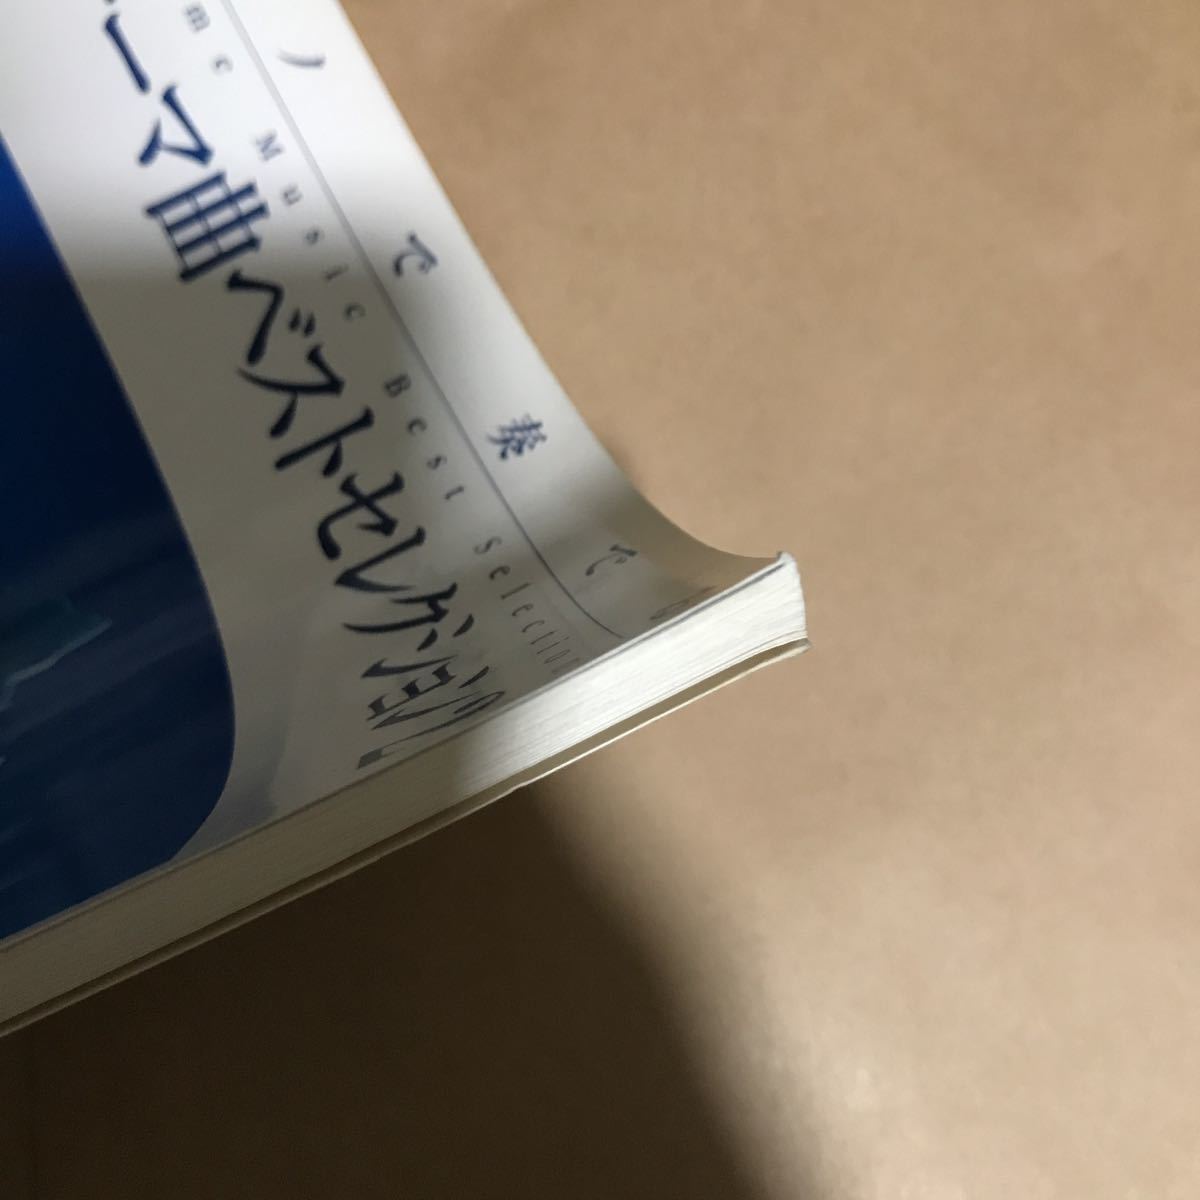 ノで奏で
me Music Best Selection
ーマ曲ベストセレクション